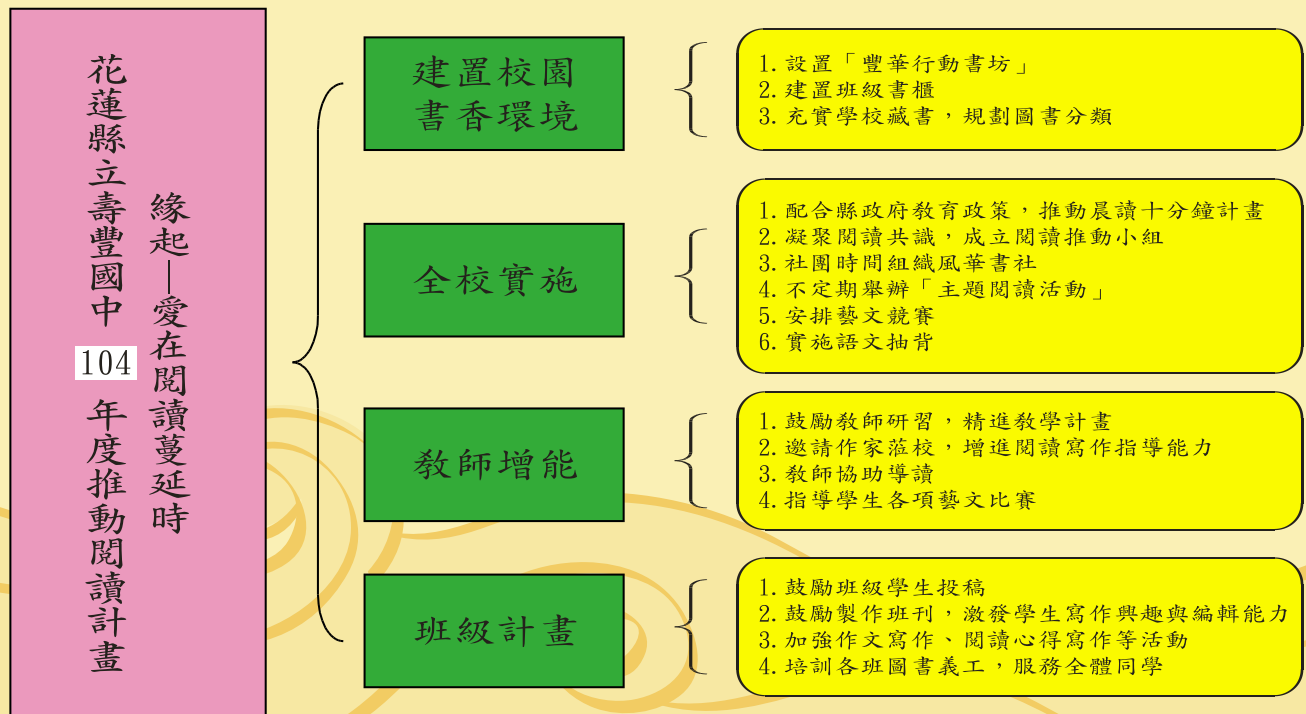 花蓮縣立壽豐國中 104 年度推動閱讀計畫
緣起—愛在閱讀蔓延時
建置校園
書香環境
1. 設置「豐華行動書坊」
2. 建置班級書櫃
3. 充實學校藏書，規劃圖書分類
全校實施
1. 配合縣政府教育政策，推動晨讀十分鐘計畫
2. 凝聚閱讀共識，成立閱讀推動小組
3. 社團時間組織風華書社
4. 不定期舉辦「主題閱讀活動」
5. 安排藝文競賽
6. 實施語文抽背
教師增能
1. 鼓勵教師研習，精進教學計畫
2. 邀請作家蒞校，增進閱讀寫作指導能力
3. 教師協助導讀
4. 指導學生各項藝文比賽
班級計畫
1. 鼓勵班級學生投稿
2. 鼓勵製作班刊，激發學生寫作興趣與編輯能力
3. 加強作文寫作、閱讀心得寫作等活動
4. 培訓各班圖書義工，服務全體同學